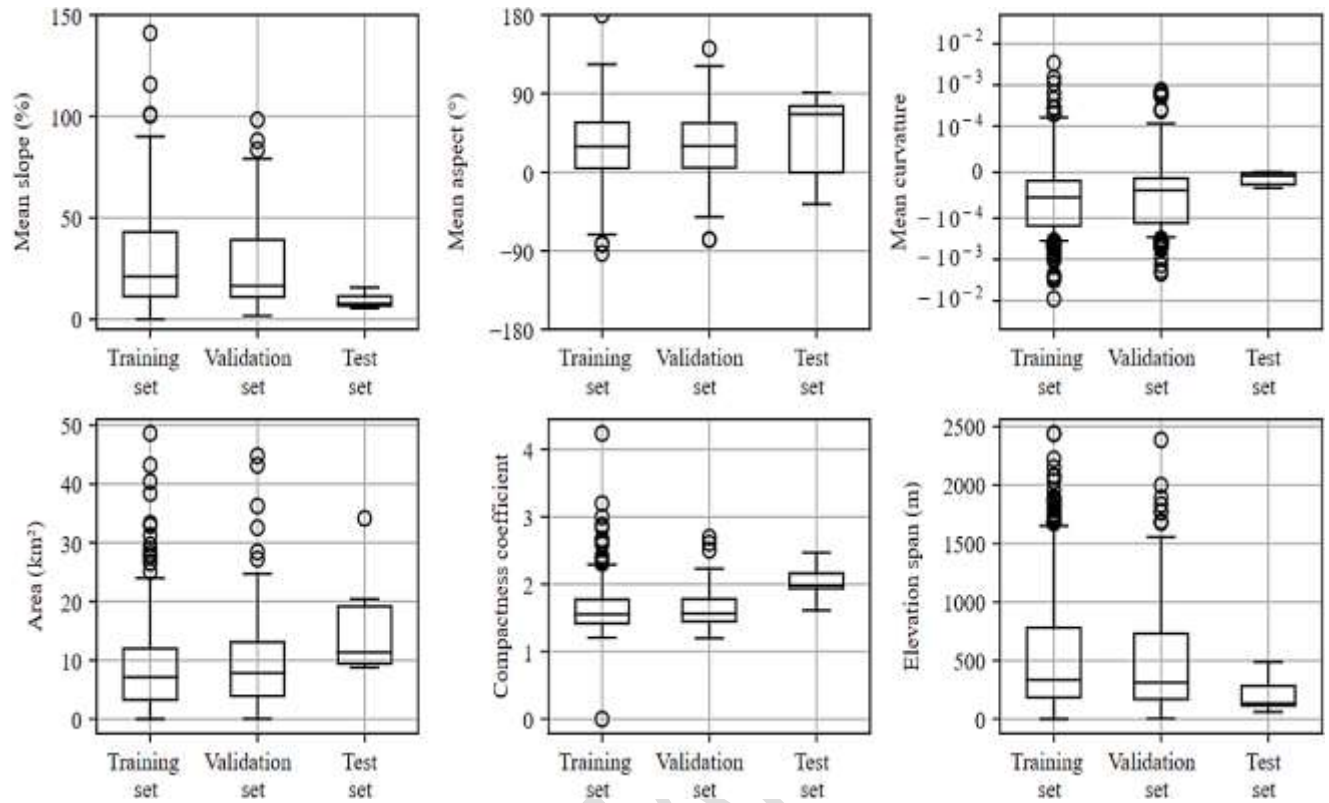 Mean slope (%)
150
100
50
0
Training set
Validation set
Test set
Mean aspect (°)
180
90
0
−90
−180
Training set
Validation set
Test set
Mean curvature
10⁻²
10⁻³
10⁻⁴
0
−10⁻⁴
−10⁻³
−10⁻²
Training set
Validation set
Test set
Area (km²)
50
40
30
20
10
0
Training set
Validation set
Test set
Compactness coefficient
4
3
2
1
0
Training set
Validation set
Test set
Elevation span (m)
2500
2000
1500
1000
500
0
Training set
Validation set
Test set